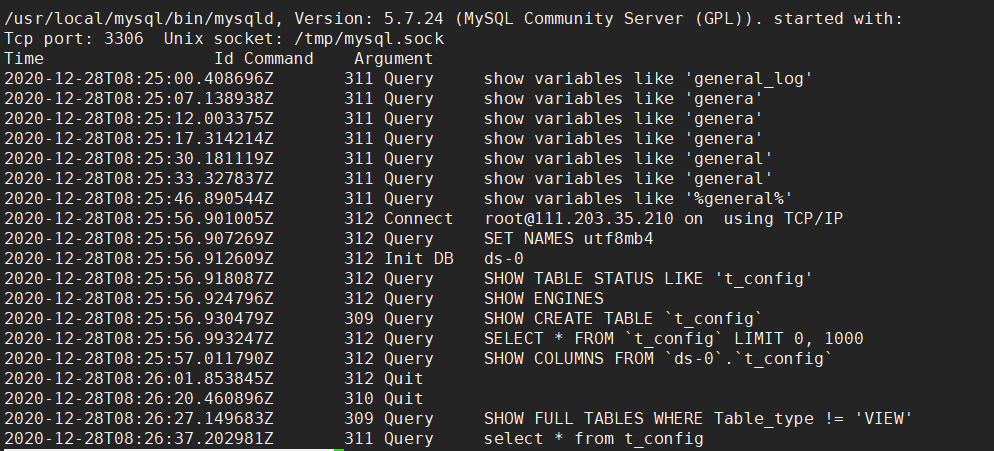 /usr/local/mysql/bin/mysqld, Version: 5.7.24 (MySQL Community Server (GPL)). started with:
Tcp port: 3306  Unix socket: /tmp/mysql.sock
Time                 Id Command    Argument
2020-12-28T08:25:00.408696Z       311 Query     show variables like 'general_log'
2020-12-28T08:25:07.138938Z       311 Query     show variables like 'genera'
2020-12-28T08:25:12.003375Z       311 Query     show variables like 'genera'
2020-12-28T08:25:17.314214Z       311 Query     show variables like 'genera'
2020-12-28T08:25:30.181119Z       311 Query     show variables like 'general'
2020-12-28T08:25:33.327837Z       311 Query     show variables like 'general'
2020-12-28T08:25:46.890544Z       311 Query     show variables like '%general%'
2020-12-28T08:25:56.901005Z       312 Connect   root@111.203.35.210 on  using TCP/IP
2020-12-28T08:25:56.907269Z       312 Query     SET NAMES utf8mb4
2020-12-28T08:25:56.912609Z       312 Init DB   ds-0
2020-12-28T08:25:56.918087Z       312 Query     SHOW TABLE STATUS LIKE 't_config'
2020-12-28T08:25:56.924796Z       312 Query     SHOW ENGINES
2020-12-28T08:25:56.930479Z       309 Query     SHOW CREATE TABLE `t_config`
2020-12-28T08:25:56.993247Z       312 Query     SELECT * FROM `t_config` LIMIT 0, 1000
2020-12-28T08:25:57.011790Z       312 Query     SHOW COLUMNS FROM `ds-0`.`t_config`
2020-12-28T08:26:01.853845Z       312 Quit
2020-12-28T08:26:20.460896Z       310 Quit
2020-12-28T08:26:27.149683Z       309 Query     SHOW FULL TABLES WHERE Table_type != 'VIEW'
2020-12-28T08:26:37.202981Z       311 Query     select * from t_config